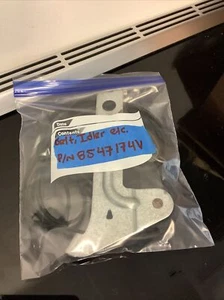 Date
Contents
belt, Idler etc.
P/N 8547174V